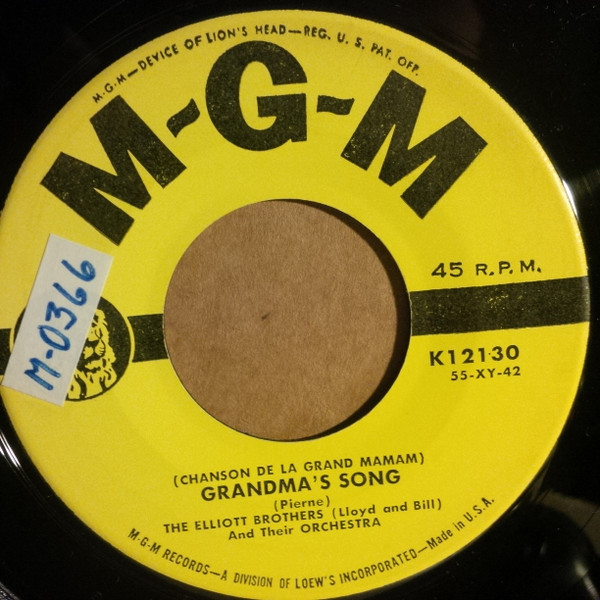 M-G-M—DEVICE OF LION'S HEAD—REG. U. S. PAT. OFF.
M-G-M
45 R.P.M.
M-0366
K12130
55-XY-42
(CHANSON DE LA GRAND MAMAM)
GRANDMA'S SONG
(Pierne)
THE ELLIOTT BROTHERS (Lloyd and Bill)
And Their ORCHESTRA
M-G-M RECORDS—A DIVISION OF LOEW'S INCORPORATED—Made in U.S.A.